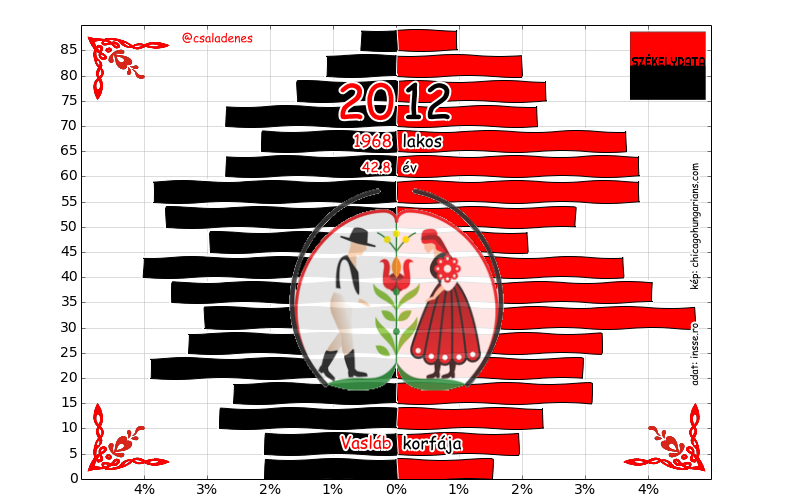 @csaladenes
SZÉKELYDATA
2012
1968 lakos
42.8 év
Vasláb korfája
kép: chicagohungarians.com
adat: insse.ro
85
80
75
70
65
60
55
50
45
40
35
30
25
20
15
10
5
0
4% 3% 2% 1% 0% 1% 2% 3% 4%